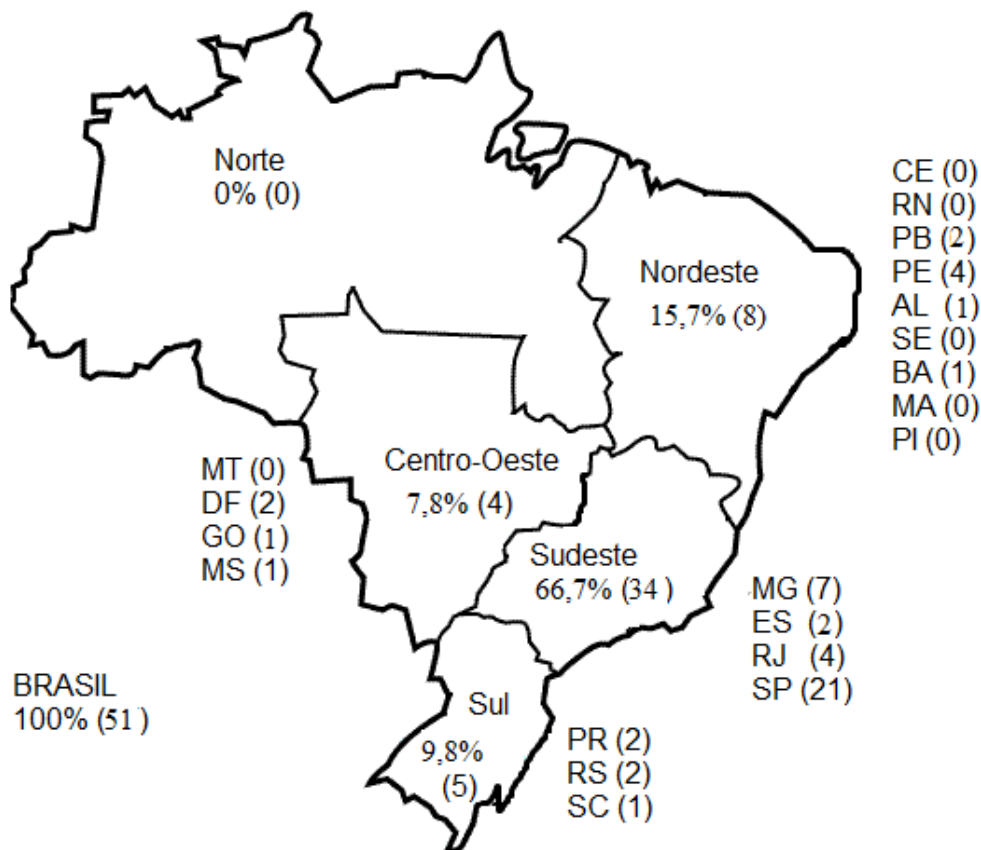 Norte
0% (0)
CE (0)
RN (0)
PB (2)
PE (4)
AL (1)
SE (0)
BA (1)
MA (0)
PI (0)
Nordeste
15,7% (8)
Centro-Oeste
7,8% (4)
MT (0)
DF (2)
GO (1)
MS (1)
Sudeste
66,7% (34 )
MG (7)
ES (2)
RJ (4)
SP (21)
BRASIL
100% (51 )
Sul
9,8%
(5)
PR (2)
RS (2)
SC (1)